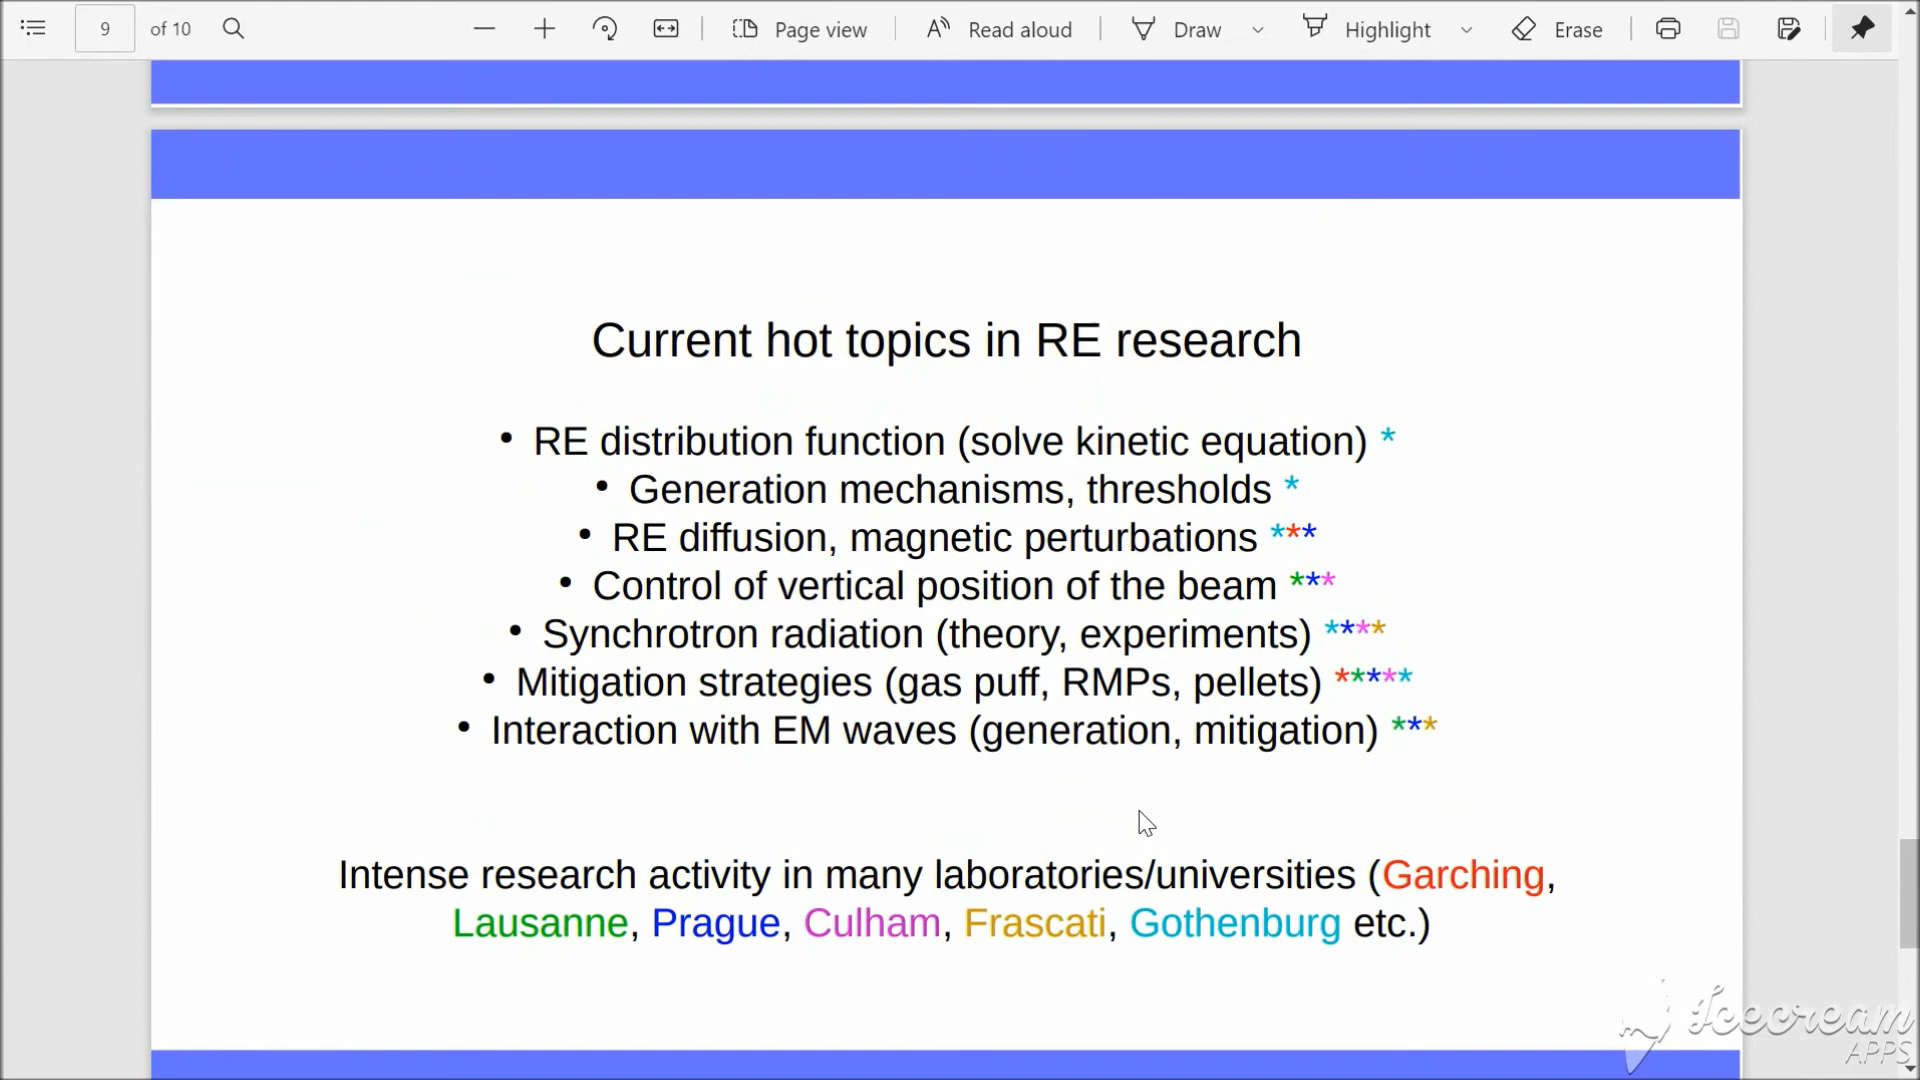 9 of 10 Page view Read aloud Draw Highlight Erase
Current hot topics in RE research
• RE distribution function (solve kinetic equation) *
• Generation mechanisms, thresholds *
• RE diffusion, magnetic perturbations ***
• Control of vertical position of the beam ***
• Synchrotron radiation (theory, experiments) ****
• Mitigation strategies (gas puff, RMPs, pellets) *****
• Interaction with EM waves (generation, mitigation) ***
Intense research activity in many laboratories/universities (Garching,
Lausanne, Prague, Culham, Frascati, Gothenburg etc.)
Icecream
APPS